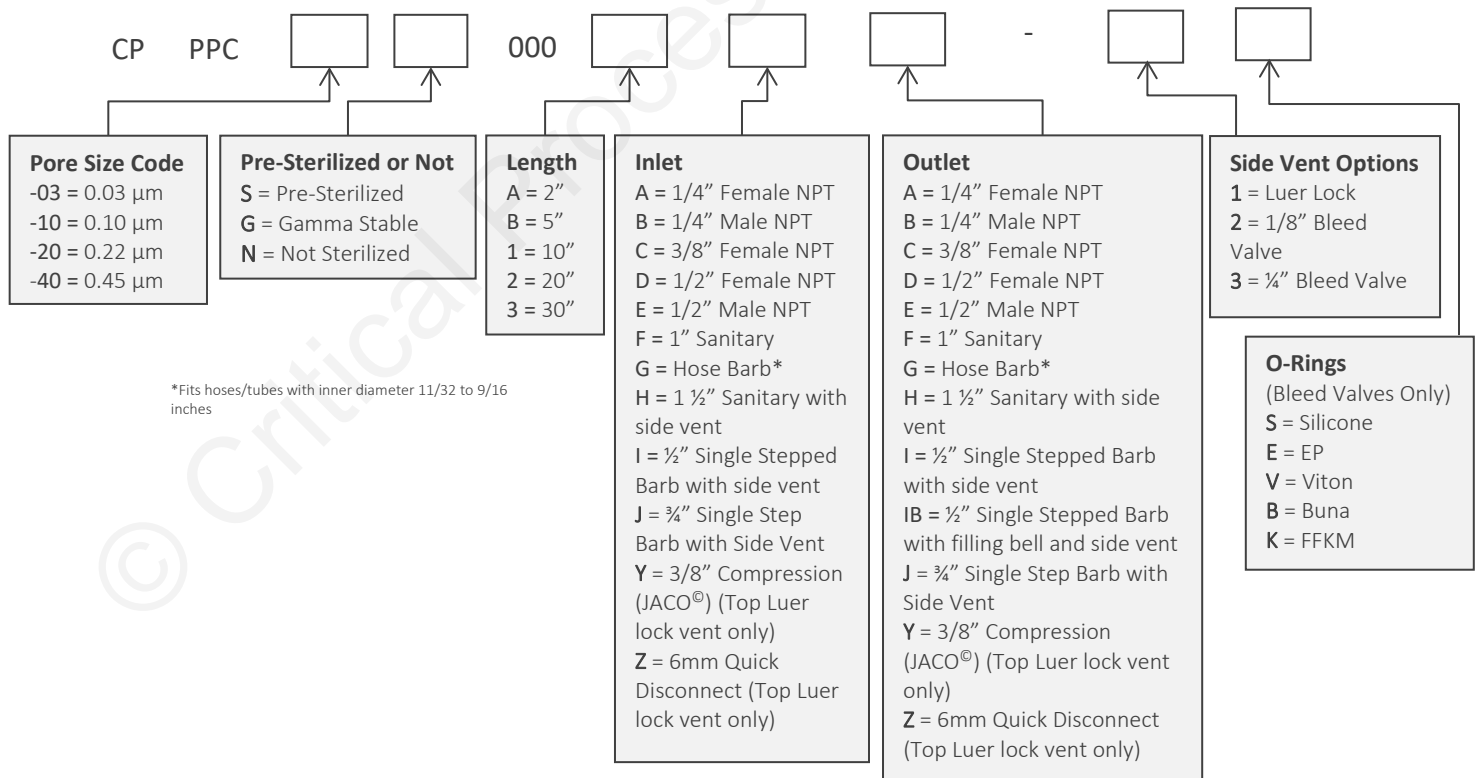 CP PPC 000 -
Pore Size Code
-03 = 0.03 µm
-10 = 0.10 µm
-20 = 0.22 µm
-40 = 0.45 µm
Pre-Sterilized or Not
S = Pre-Sterilized
G = Gamma Stable
N = Not Sterilized
Length
A = 2”
B = 5”
1 = 10”
2 = 20”
3 = 30”
Inlet
A = 1/4” Female NPT
B = 1/4” Male NPT
C = 3/8” Female NPT
D = 1/2” Female NPT
E = 1/2” Male NPT
F = 1” Sanitary
G = Hose Barb*
H = 1 ½” Sanitary with
side vent
I = ½” Single Stepped
Barb with side vent
J = ¾” Single Step
Barb with Side Vent
Y = 3/8” Compression
(JACO©) (Top Luer
lock vent only)
Z = 6mm Quick
Disconnect (Top Luer
lock vent only)
Outlet
A = 1/4” Female NPT
B = 1/4” Male NPT
C = 3/8” Female NPT
D = 1/2” Female NPT
E = 1/2” Male NPT
F = 1” Sanitary
G = Hose Barb*
H = 1 ½” Sanitary with side
vent
I = ½” Single Stepped Barb
with side vent
IB = ½” Single Stepped Barb
with filling bell and side vent
J = ¾” Single Step Barb with
Side Vent
Y = 3/8” Compression
(JACO©) (Top Luer lock vent
only)
Z = 6mm Quick Disconnect
(Top Luer lock vent only)
Side Vent Options
1 = Luer Lock
2 = 1/8” Bleed
Valve
3 = ¼” Bleed Valve
O-Rings
(Bleed Valves Only)
S = Silicone
E = EP
V = Viton
B = Buna
K = FFKM
*Fits hoses/tubes with inner diameter 11/32 to 9/16
inches
© Critical Proces